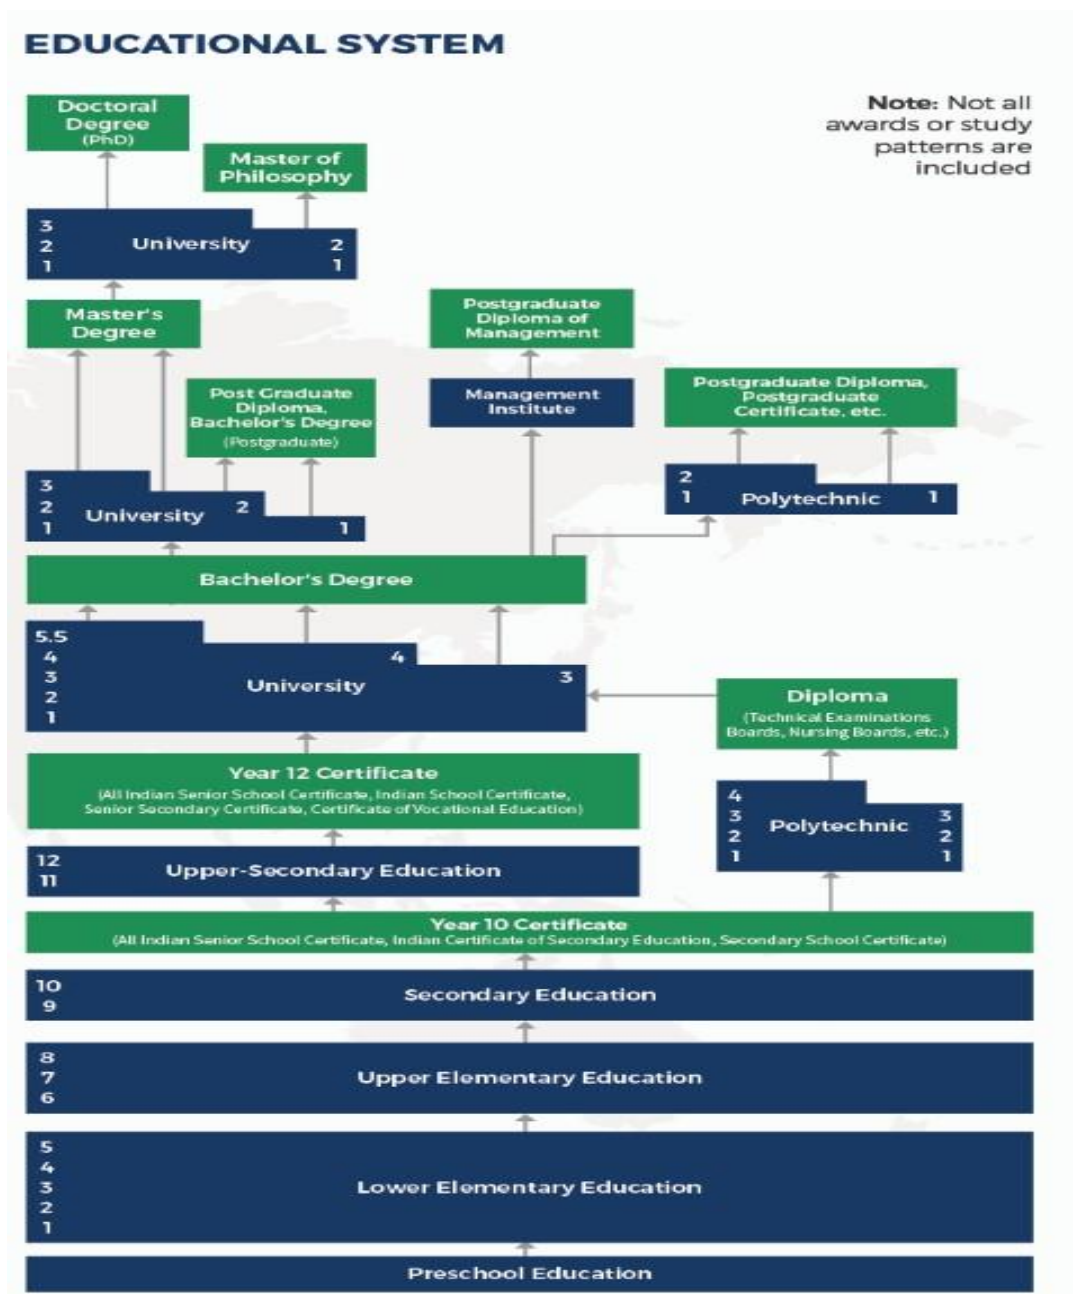 EDUCATIONAL SYSTEM
Note: Not all
awards or study
patterns are
included
Doctoral
Degree
(PhD)
Master of
Philosophy
3
2
1
University
2
1
Master's
Degree
Postgraduate
Diploma of
Management
Post Graduate
Diploma,
Bachelor's Degree
(Postgraduate)
Management
Institute
Postgraduate Diploma,
Postgraduate
Certificate, etc.
3
2
1
University
2
1
2
1
Polytechnic
1
Bachelor's Degree
5.5
4
3
2
1
University
4
3
Diploma
(Technical Examinations
Boards, Nursing Boards, etc.)
Year 12 Certificate
(All Indian Senior School Certificate, Indian School Certificate,
Senior Secondary Certificate, Certificate of Vocational Education)
4
3
2
1
Polytechnic
3
2
1
12
11
Upper-Secondary Education
Year 10 Certificate
(All Indian Senior School Certificate, Indian Certificate of Secondary Education, Secondary School Certificate)
10
9
Secondary Education
8
7
6
Upper Elementary Education
5
4
3
2
1
Lower Elementary Education
Preschool Education